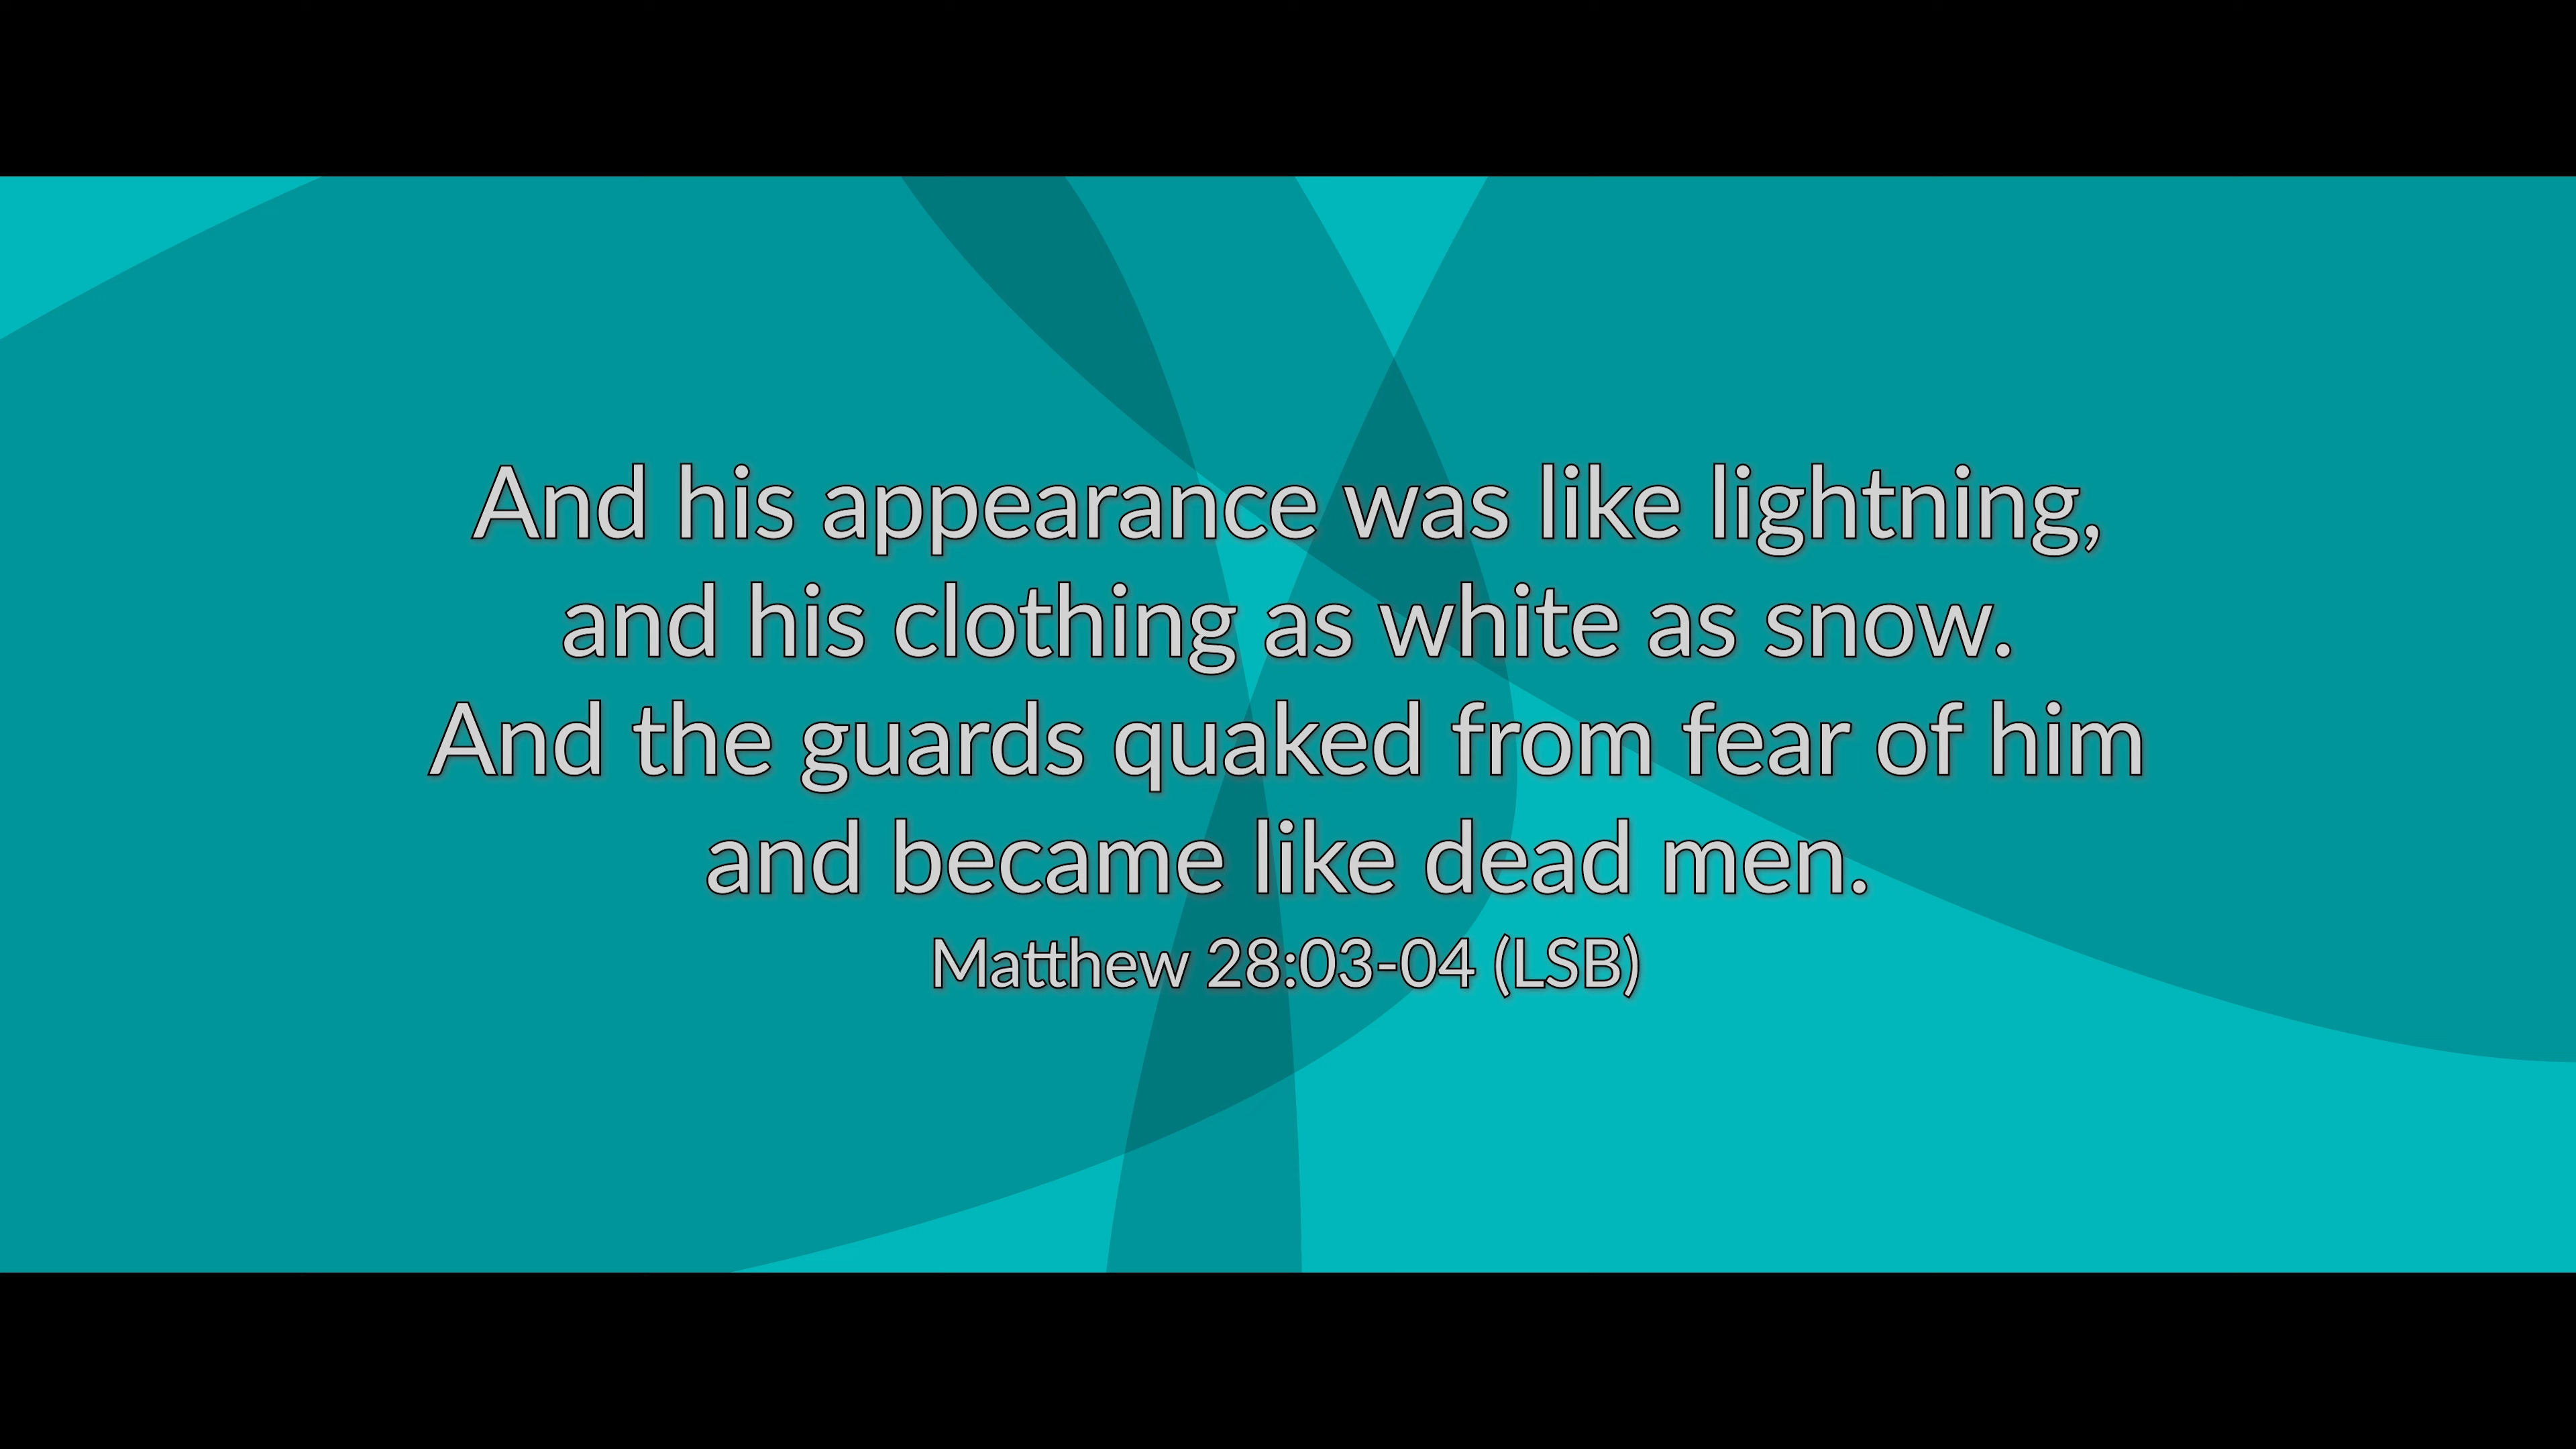 And his appearance was like lightning,
and his clothing as white as snow.
And the guards quaked from fear of him
and became like dead men.
Matthew 28:03-04 (LSB)